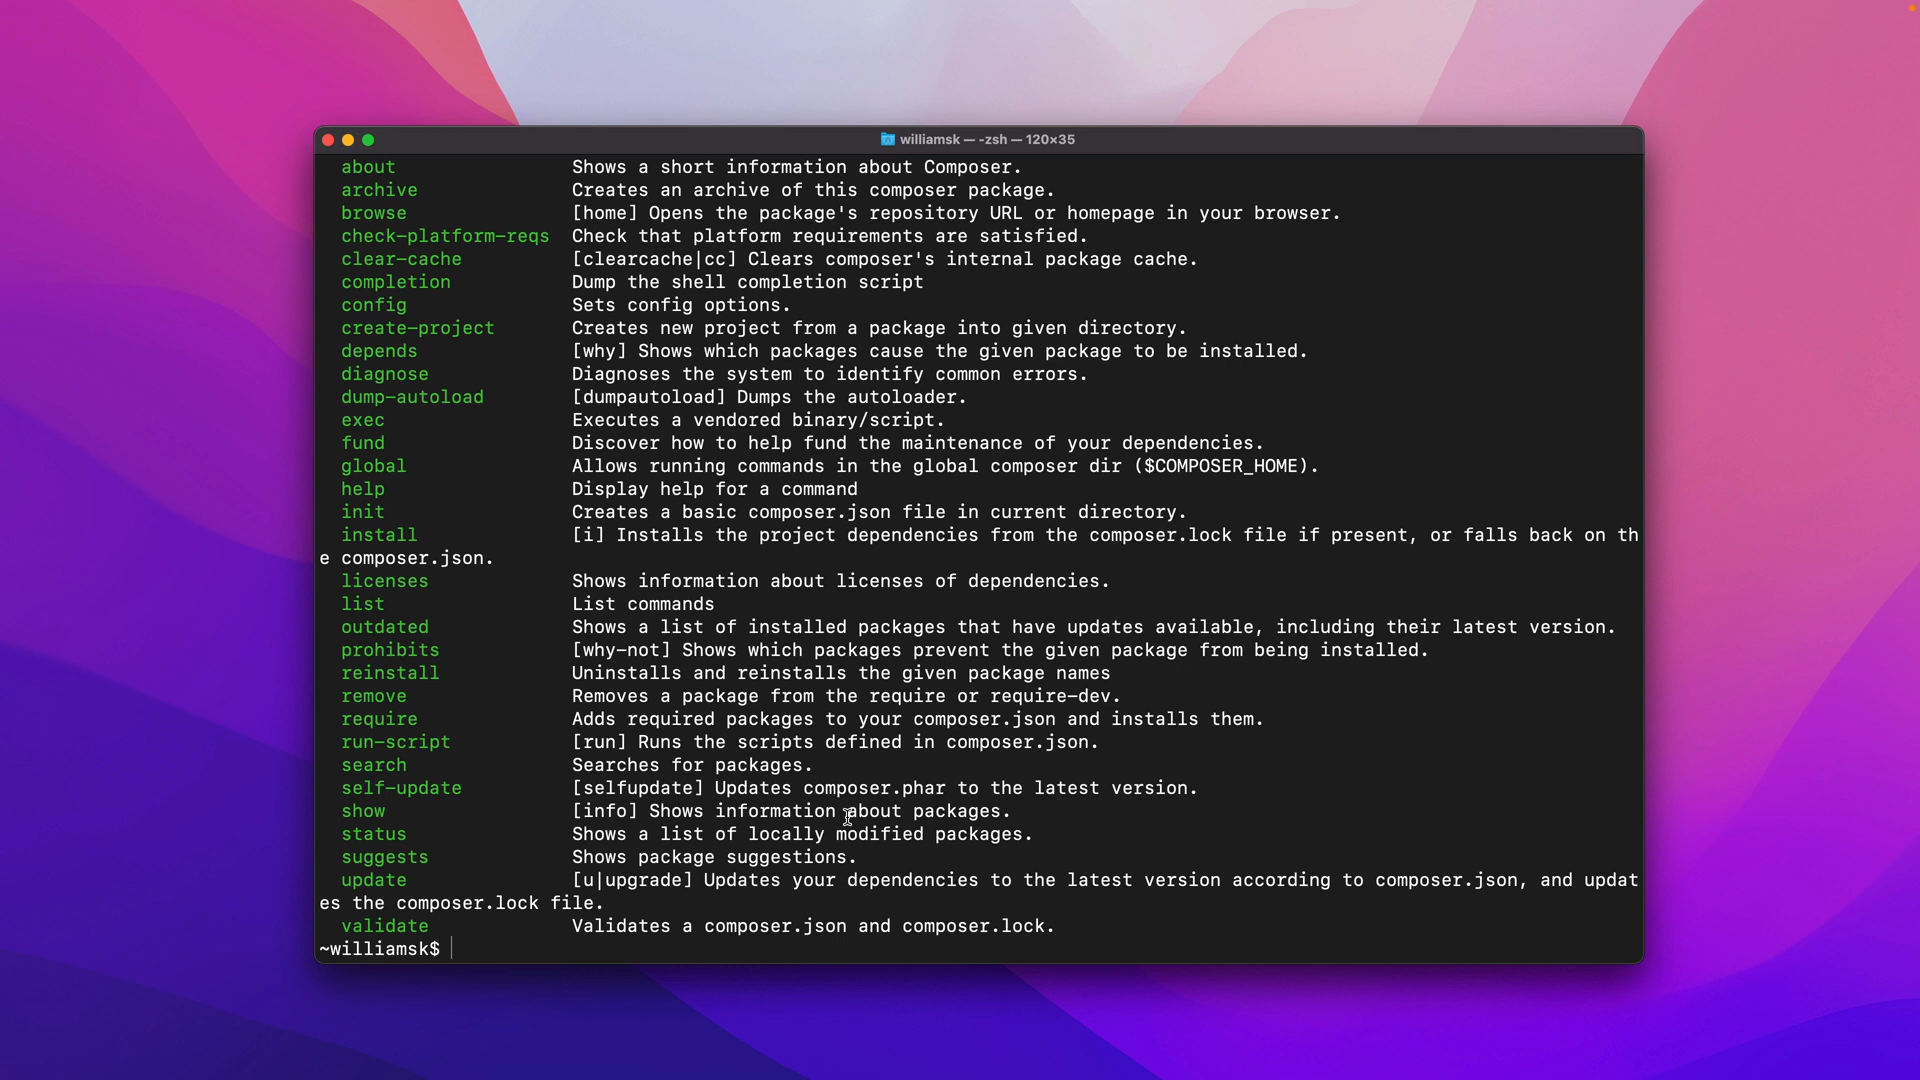 williamsk — -zsh — 120×35
about Shows a short information about Composer.
archive Creates an archive of this composer package.
browse [home] Opens the package's repository URL or homepage in your browser.
check-platform-reqs Check that platform requirements are satisfied.
clear-cache [clearcache|cc] Clears composer's internal package cache.
completion Dump the shell completion script
config Sets config options.
create-project Creates new project from a package into given directory.
depends [why] Shows which packages cause the given package to be installed.
diagnose Diagnoses the system to identify common errors.
dump-autoload [dumpautoload] Dumps the autoloader.
exec Executes a vendored binary/script.
fund Discover how to help fund the maintenance of your dependencies.
global Allows running commands in the global composer dir ($COMPOSER_HOME).
help Display help for a command
init Creates a basic composer.json file in current directory.
install [i] Installs the project dependencies from the composer.lock file if present, or falls back on th
e composer.json.
licenses Shows information about licenses of dependencies.
list List commands
outdated Shows a list of installed packages that have updates available, including their latest version.
prohibits [why-not] Shows which packages prevent the given package from being installed.
reinstall Uninstalls and reinstalls the given package names
remove Removes a package from the require or require-dev.
require Adds required packages to your composer.json and installs them.
run-script [run] Runs the scripts defined in composer.json.
search Searches for packages.
self-update [selfupdate] Updates composer.phar to the latest version.
show [info] Shows information about packages.
status Shows a list of locally modified packages.
suggests Shows package suggestions.
update [u|upgrade] Updates your dependencies to the latest version according to composer.json, and updat
es the composer.lock file.
validate Validates a composer.json and composer.lock.
~williamsk$